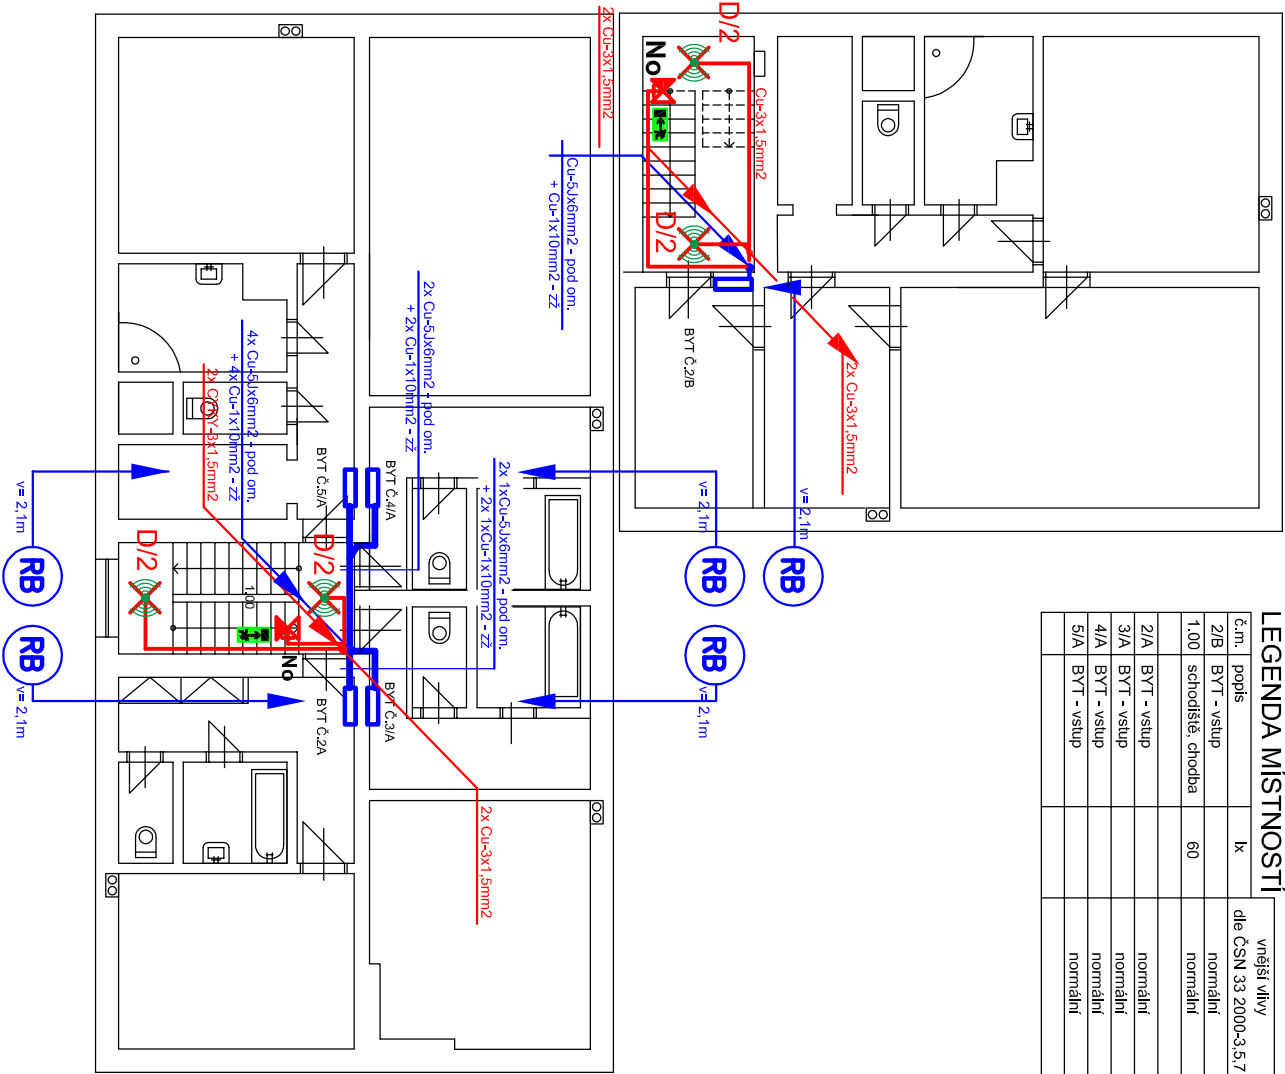 D/2
No
2x Cu-3x1,5mm2
Cu-3x1,5mm2
D/2
Cu-5Jx6mm2 - pod om.
+ Cu-1x10mm2 - zž
BYT Č.2/B
2x Cu-3x1,5mm2
v= 2,1m
RB
v= 2,1m
RB
RB
v= 2,1m
2x Cu-5Jx6mm2 - pod om.
+ 2x Cu-1x10mm2 - zž
4x Cu-5Jx6mm2 - pod om.
+ 4x Cu-1x10mm2 - zž
2x CYKY-3x1,5mm2
2x 1xCu-5Jx6mm2 - pod om.
+ 2x 1xCu-1x10mm2 - zž
BYT Č.5/A
BYT Č.4/A
D/2
D/2
1.00
No
BYT Č.2A
BYT Č.3/A
2x Cu-3x1,5mm2
v= 2,1m
RB
RB
v= 2,1m
LEGENDA MÍSTNOSTÍ
č.m. popis lx vnější vlivy
dle ČSN 33 2000-3,5,7
2/B BYT - vstup normální
1.00 schodiště, chodba 60 normální
2/A BYT - vstup normální
3/A BYT - vstup normální
4/A BYT - vstup normální
5/A BYT - vstup normální